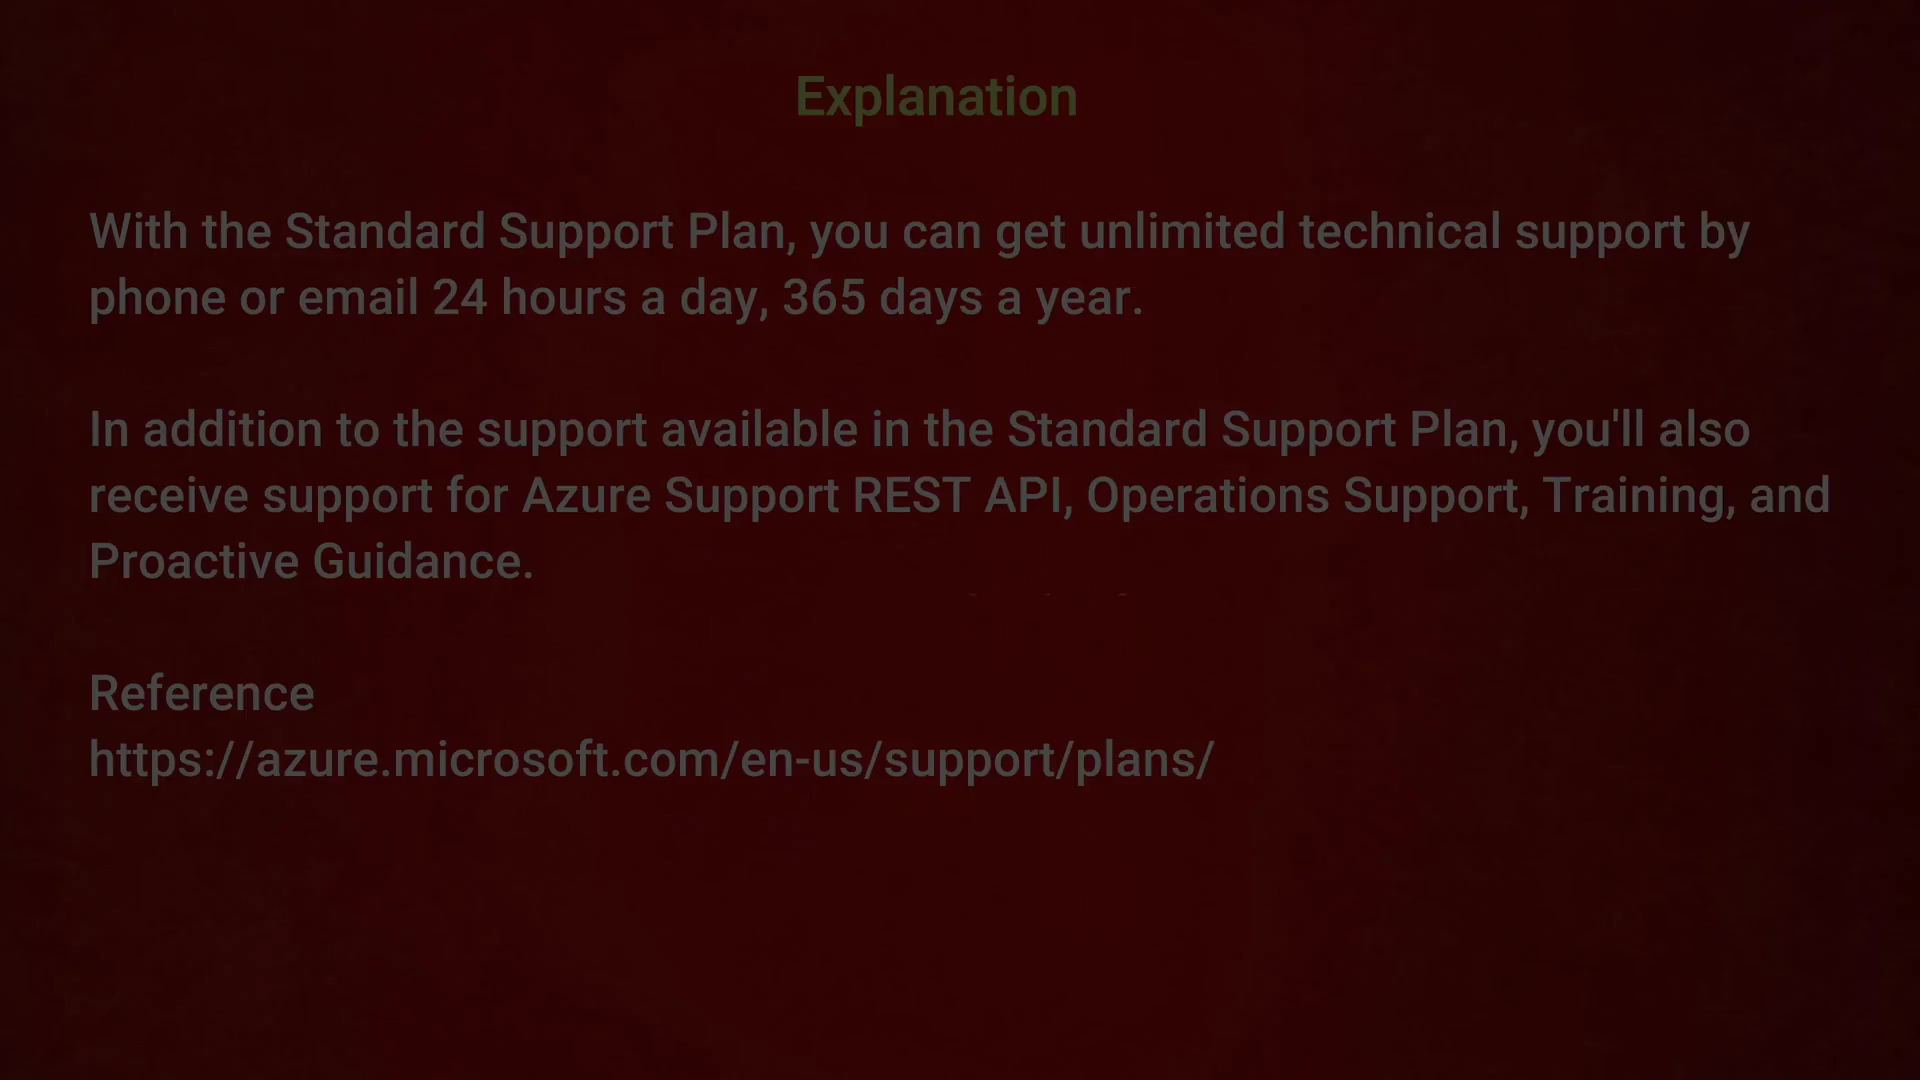 Explanation
With the Standard Support Plan, you can get unlimited technical support by
phone or email 24 hours a day, 365 days a year.
In addition to the support available in the Standard Support Plan, you'll also
receive support for Azure Support REST API, Operations Support, Training, and
Proactive Guidance.
Reference
https://azure.microsoft.com/en-us/support/plans/